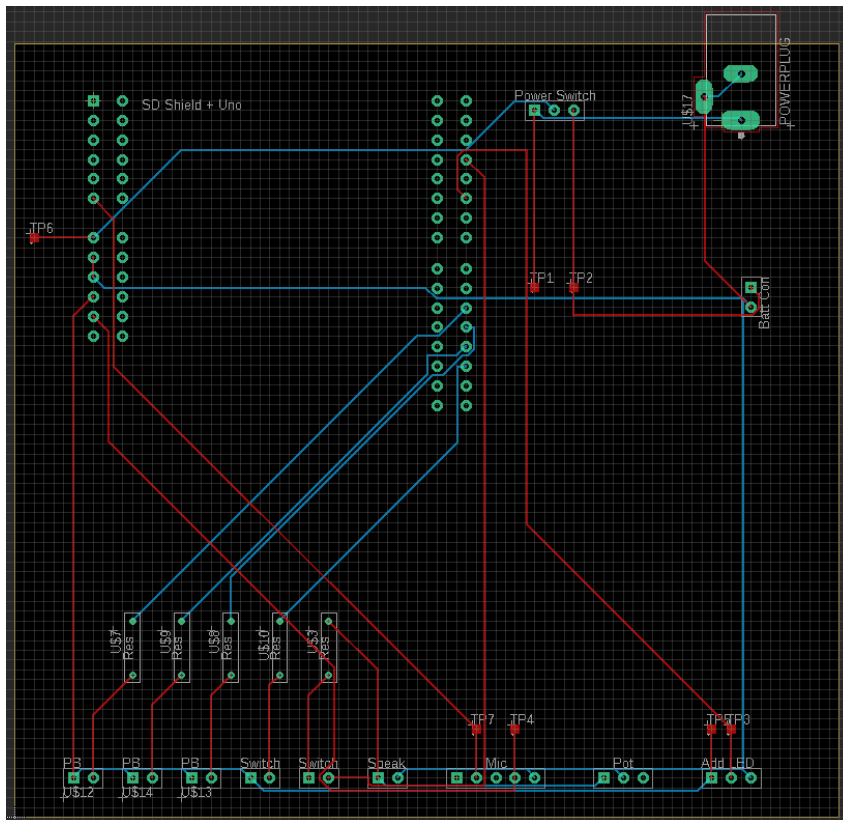 POWERPLUG
U$17
Power Switch
SD Shield + Uno
TP6
TP1
TP2
Batt Con
U$7
Res
U$9
Res
U$8
Res
U$10
Res
U$3
Res
TP7
TP4
TP5
TP3
PB
PB
PB
Switch
Switch
Speak
Mic
Pot
Add LED
U$12
U$14
U$13